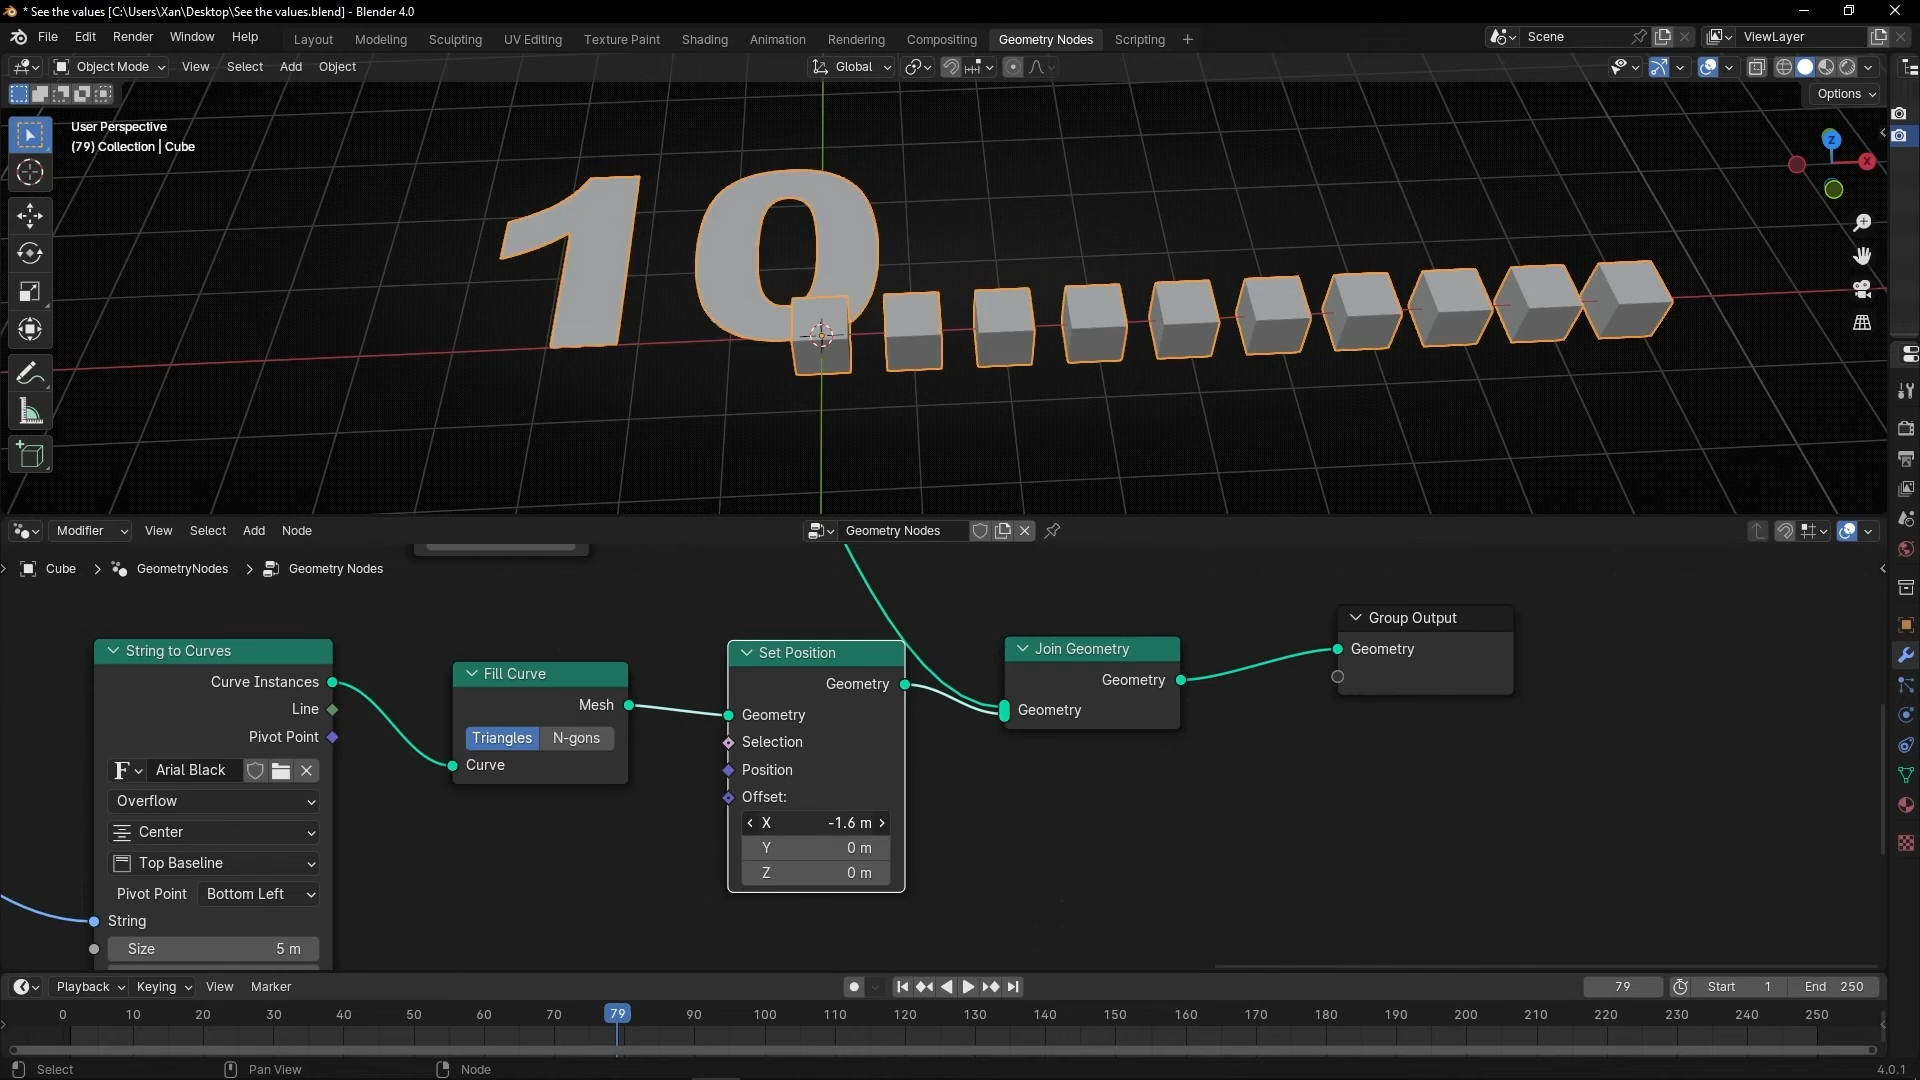 * See the values [C:\Users\Xan\Desktop\See the values.blend] - Blender 4.0
File Edit Render Window Help Layout Modeling Sculpting UV Editing Texture Paint Shading Animation Rendering Compositing Geometry Nodes Scripting + Scene ViewLayer
Object Mode View Select Add Object Global
Options
User Perspective
(79) Collection | Cube
Z
X
10
Modifier View Select Add Node Geometry Nodes
Cube > GeometryNodes > Geometry Nodes
String to Curves
Curve Instances
Line
Pivot Point
F Arial Black
Overflow
Center
Top Baseline
Pivot Point Bottom Left
String
Size 5 m
Fill Curve
Mesh
Triangles N-gons
Curve
Set Position
Geometry
Geometry
Selection
Position
Offset:
X -1.6 m
Y 0 m
Z 0 m
Join Geometry
Geometry
Geometry
Group Output
Geometry
Playback Keying View Marker 79 Start 1 End 250
0 10 20 30 40 50 60 70 79 90 100 110 120 130 140 150 160 170 180 190 200 210 220 230 240 250
Select Pan View Node 4.0.1